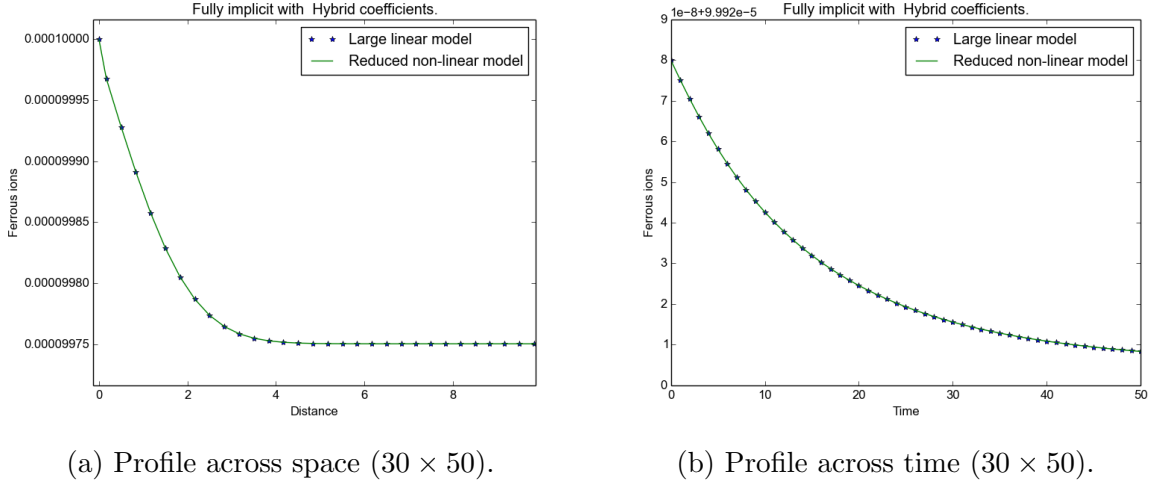 Fully implicit with  Hybrid coefficients.
Large linear model
Reduced non-linear model
Ferrous ions
0.00010000
0.00009995
0.00009990
0.00009985
0.00009980
0.00009975
0 2 4 6 8
Distance
(a) Profile across space (30 × 50).
1e-8+9.992e-5
Fully implicit with  Hybrid coefficients.
Large linear model
Reduced non-linear model
Ferrous ions
9
8
7
6
5
4
3
2
1
0
0 10 20 30 40 50
Time
(b) Profile across time (30 × 50).